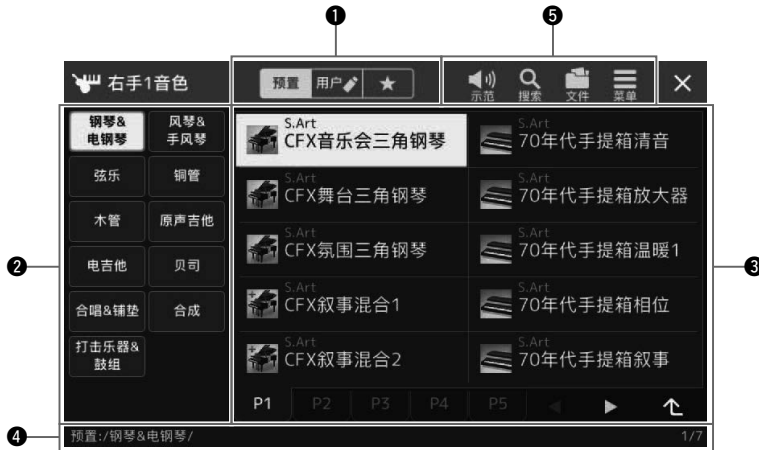 ❶
❺
右手1音色
预置 用户 ★
示范 搜索 文件 菜单
❷
钢琴&
电钢琴
风琴&
手风琴
弦乐
铜管
木管
原声吉他
电吉他
贝司
合唱&铺垫
合成
打击乐器&
鼓组
❸
S.Art
CFX音乐会三角钢琴
S.Art
70年代手提箱清音
S.Art
CFX舞台三角钢琴
S.Art
70年代手提箱放大器
S.Art
CFX氛围三角钢琴
S.Art
70年代手提箱温暖1
S.Art
CFX叙事混合1
S.Art
70年代手提箱相位
S.Art
CFX叙事混合2
S.Art
70年代手提箱叙事
P1 P2 P3 P4 P5
❹
预置:/钢琴&电钢琴/
1/7